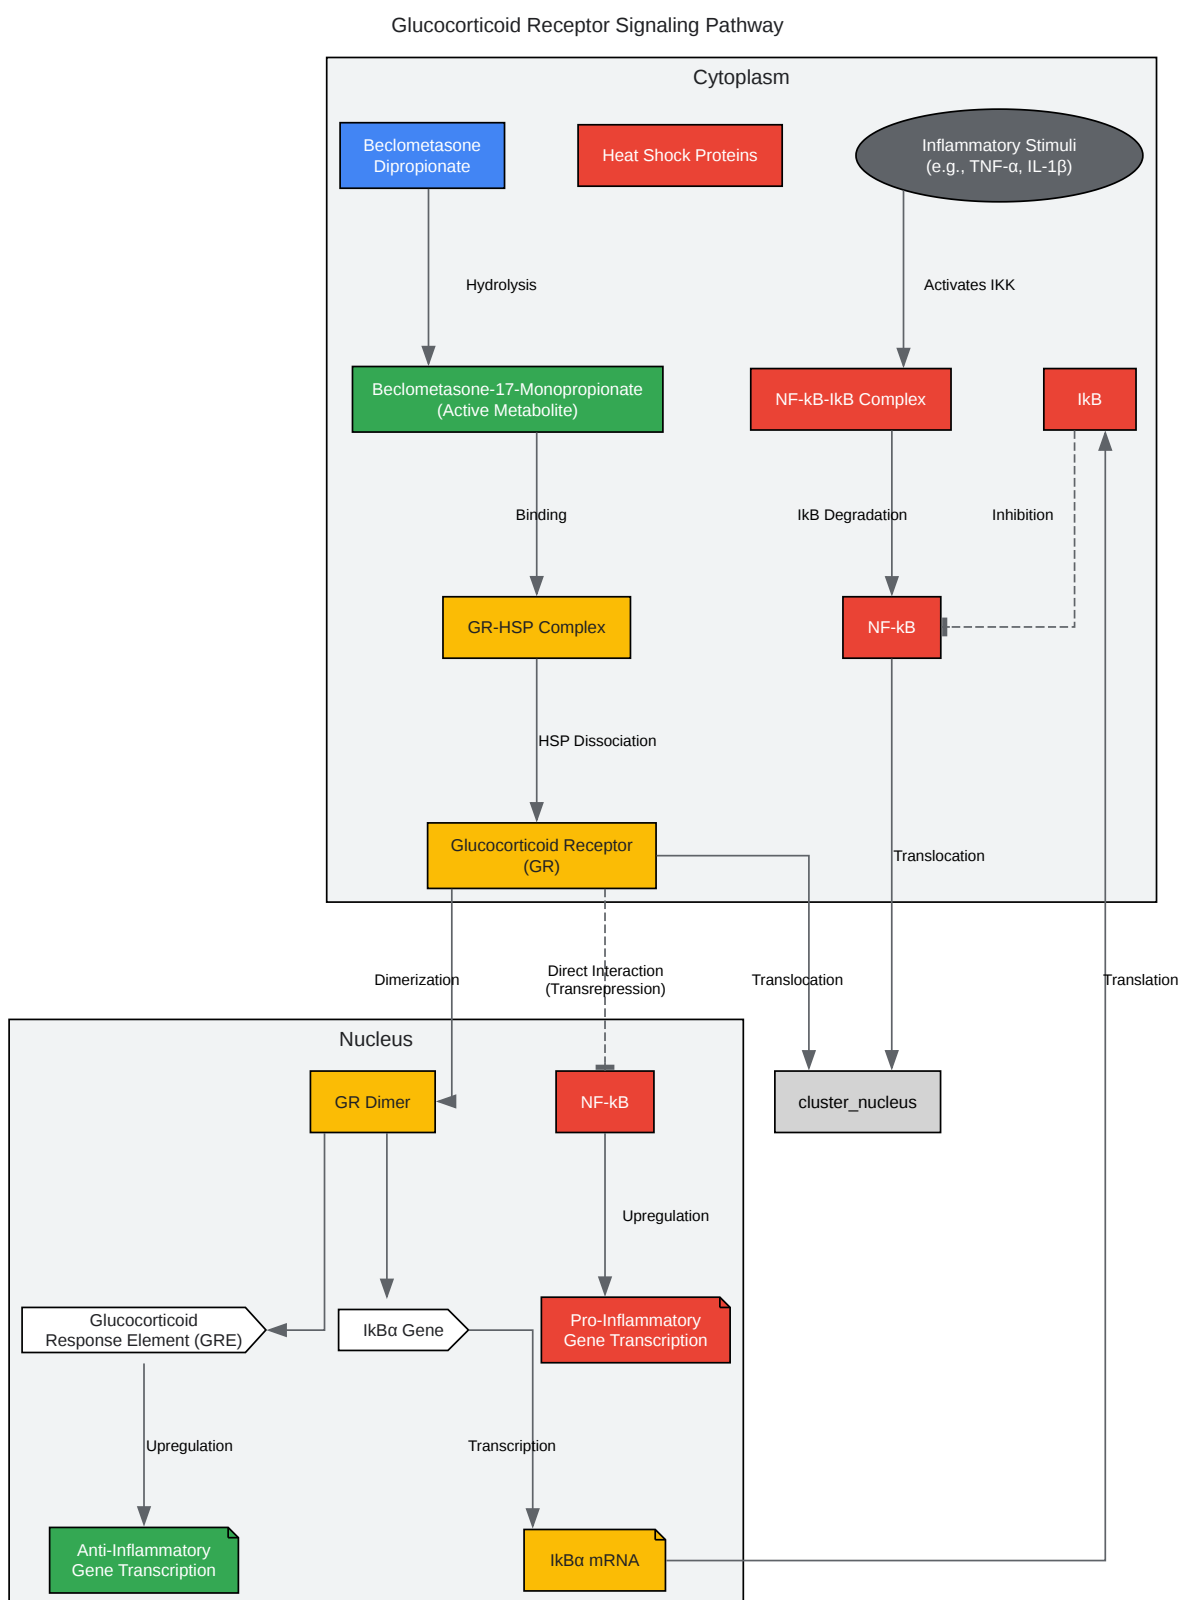 Glucocorticoid Receptor Signaling Pathway
Cytoplasm
Beclometasone
Dipropionate
Heat Shock Proteins
Inflammatory Stimuli
(e.g., TNF-α, IL-1β)
Hydrolysis
Activates IKK
Beclometasone-17-Monopropionate
(Active Metabolite)
NF-kB-IkB Complex
IkB
Binding
IkB Degradation
Inhibition
GR-HSP Complex
NF-kB
HSP Dissociation
Glucocorticoid Receptor
(GR)
Translocation
Dimerization
Direct Interaction
(Transrepression)
Translocation
Translation
Nucleus
GR Dimer
NF-kB
cluster_nucleus
Upregulation
Glucocorticoid
Response Element (GRE)
IkBα Gene
Pro-Inflammatory
Gene Transcription
Upregulation
Transcription
Anti-Inflammatory
Gene Transcription
IkBα mRNA